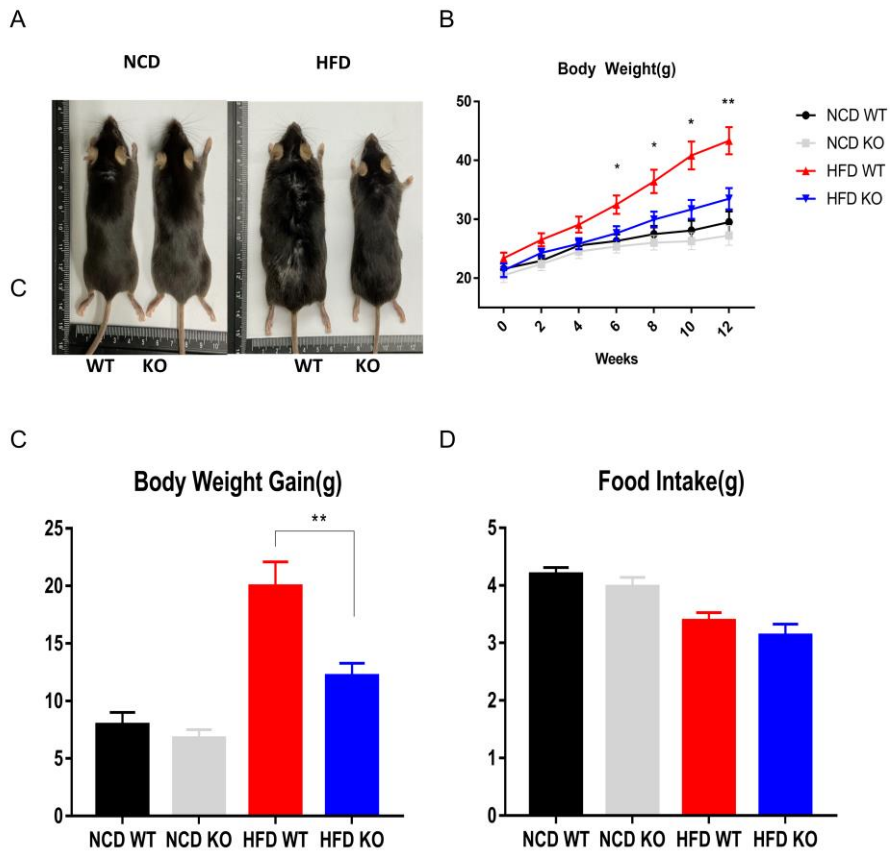 A
NCD
HFD
WT KO
WT KO
B
Body Weight(g)
50
40
30
20
*
*
*
**
0 2 4 6 8 10 12
Weeks
NCD WT
NCD KO
HFD WT
HFD KO
C
C
Body Weight Gain(g)
25
20
15
10
5
0
**
NCD WT NCD KO HFD WT HFD KO
D
Food Intake(g)
5
4
3
2
1
0
NCD WT NCD KO HFD WT HFD KO